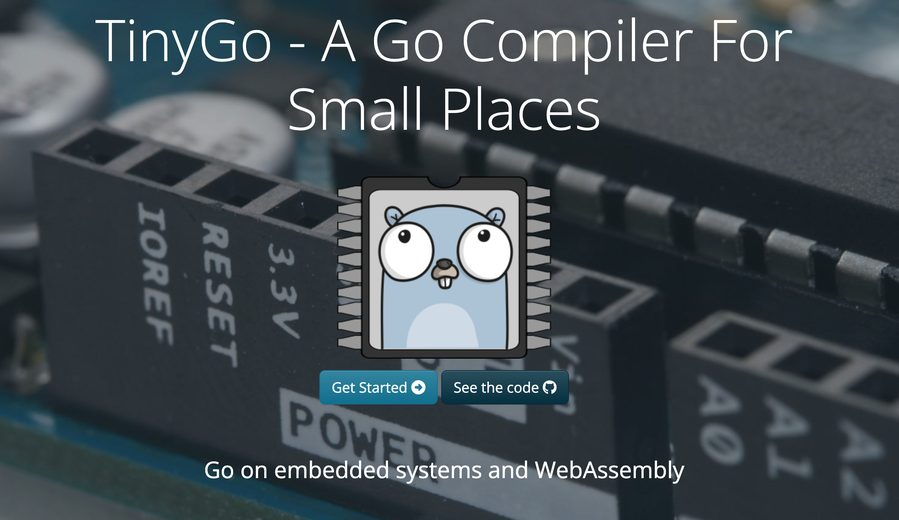 TinyGo - A Go Compiler For
Small Places
IOREF
RESET
3.3V
Vin
Get Started
See the code
POWER
A0
A1
A2
Go on embedded systems and WebAssembly